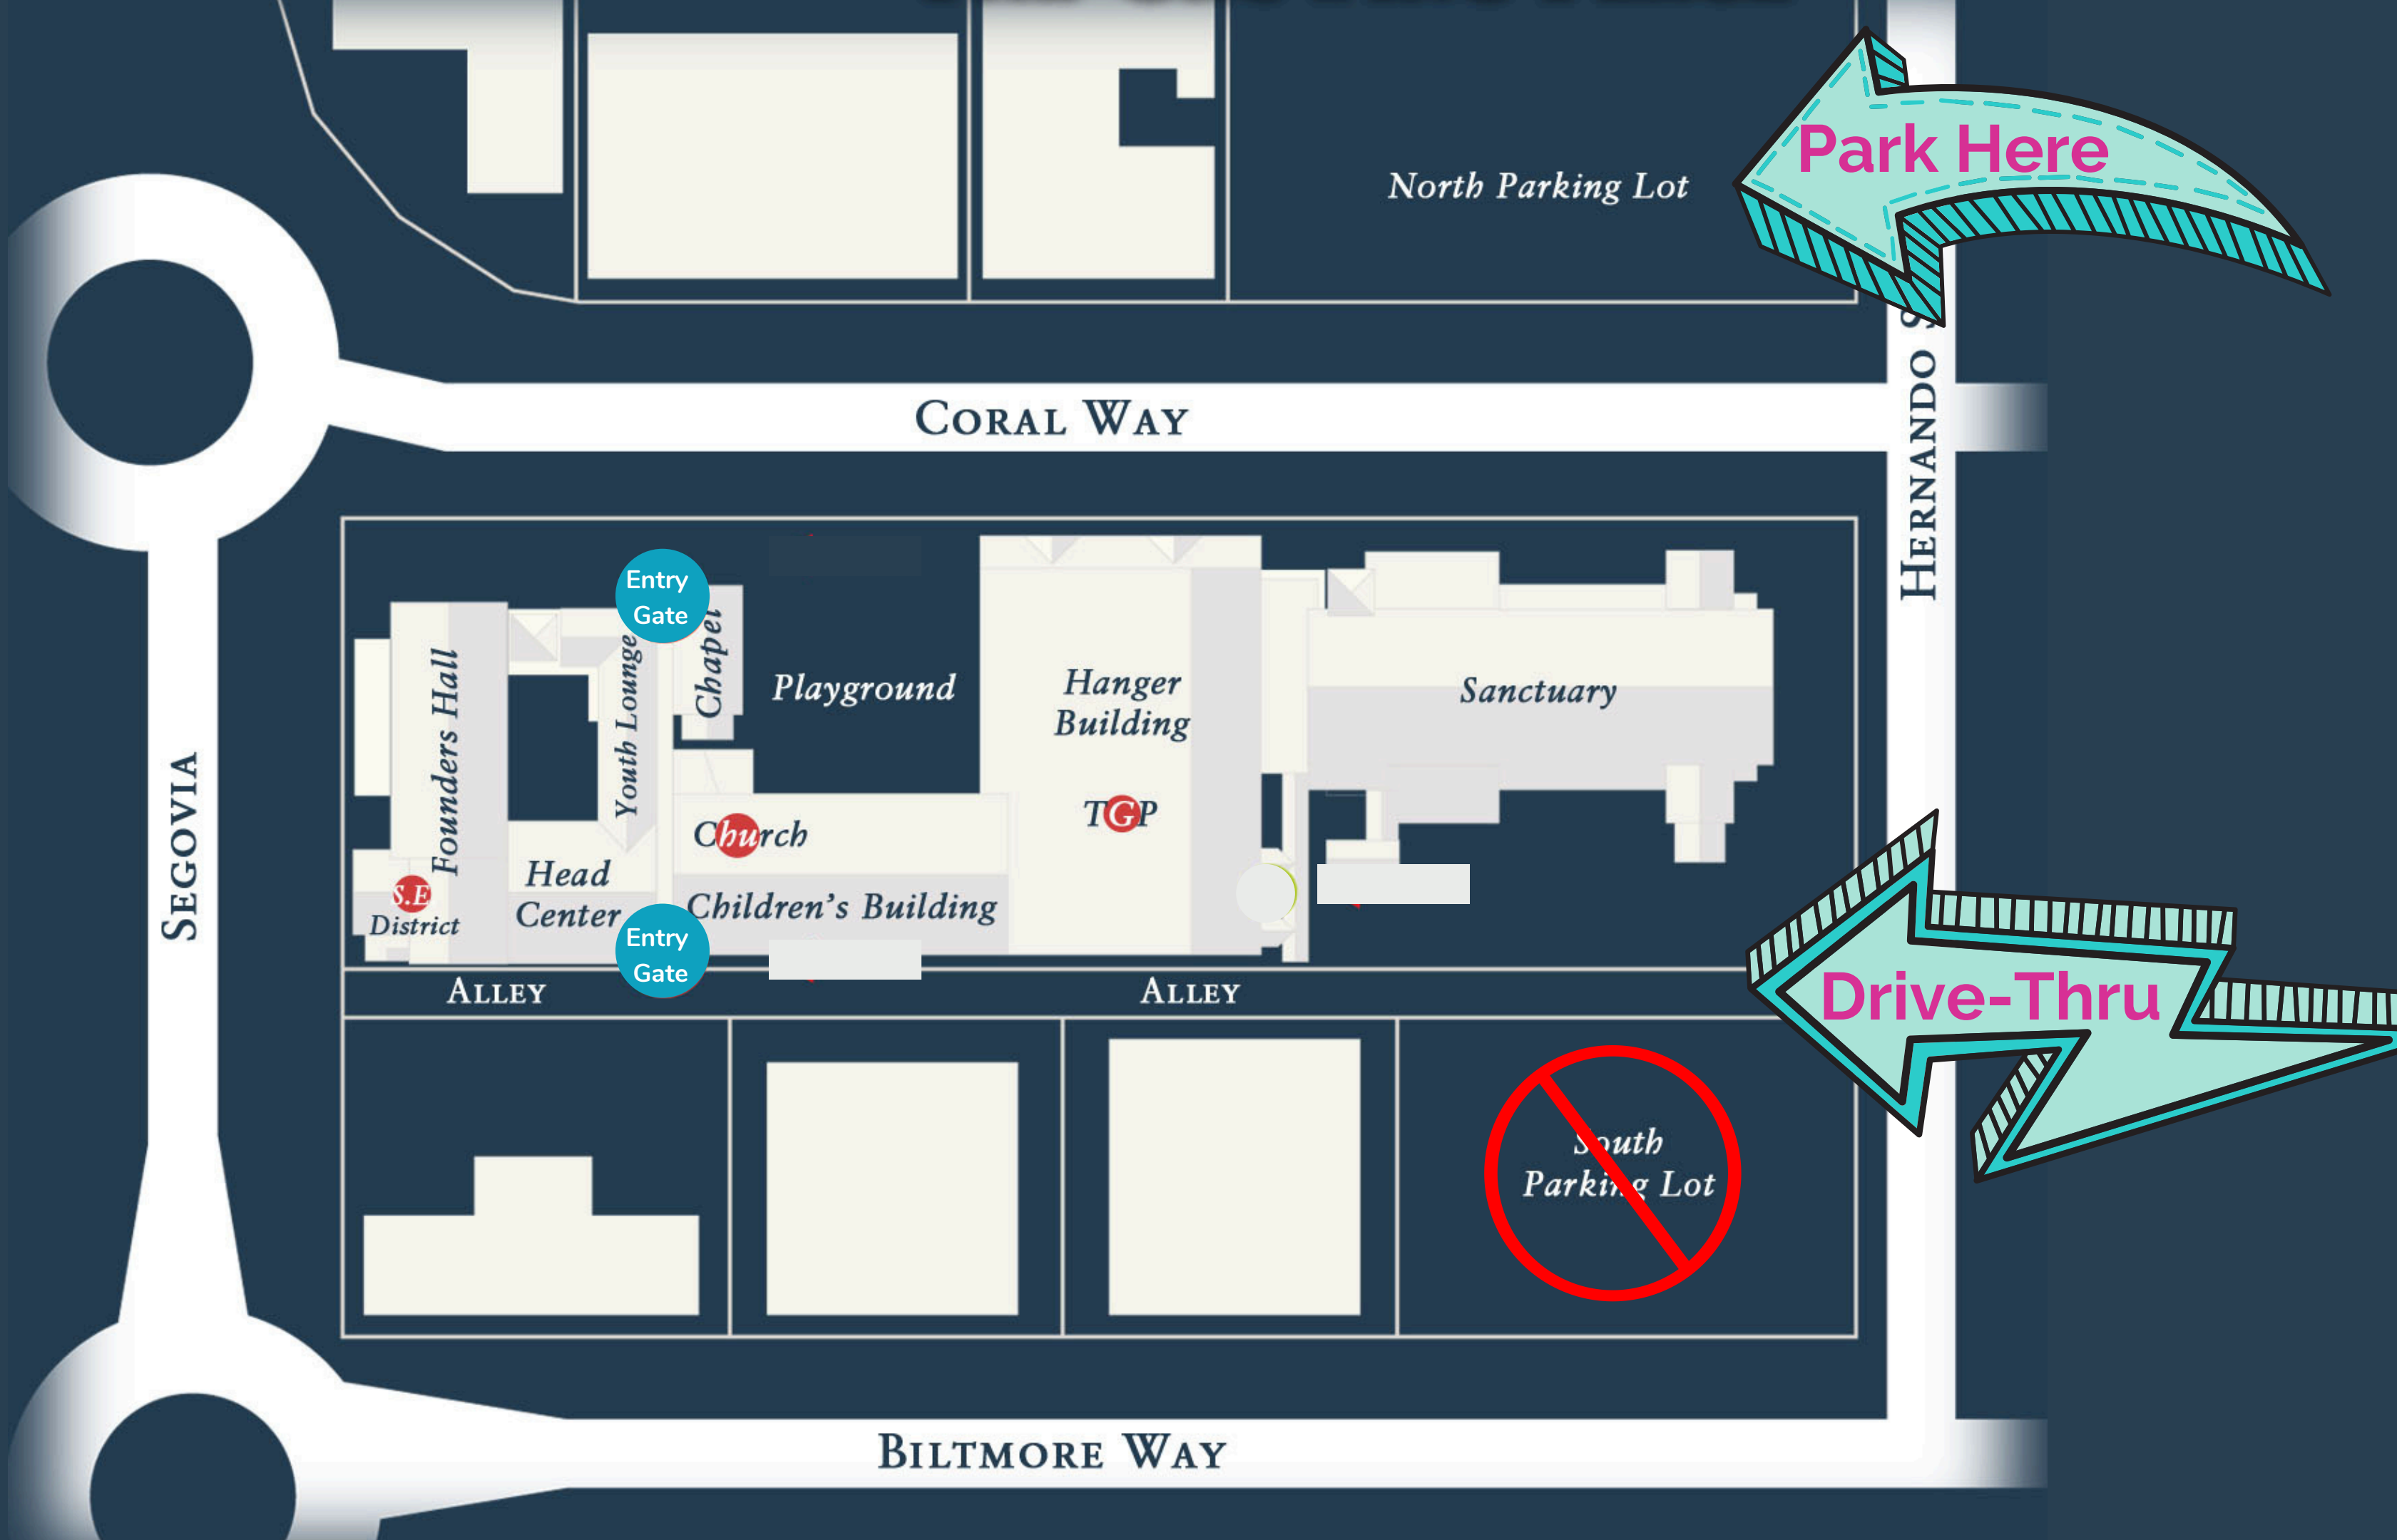 Park Here
North Parking Lot
CORAL WAY
HERNANDO
Entry
Gate
Chapel
Youth Lounge
Founders Hall
Playground
Hanger
Building
Sanctuary
SEGOVIA
TGP
Church
Head
Center
S.E
District
Children's Building
Entry
Gate
ALLEY
ALLEY
Drive-Thru
South
Parking Lot
BILTMORE WAY